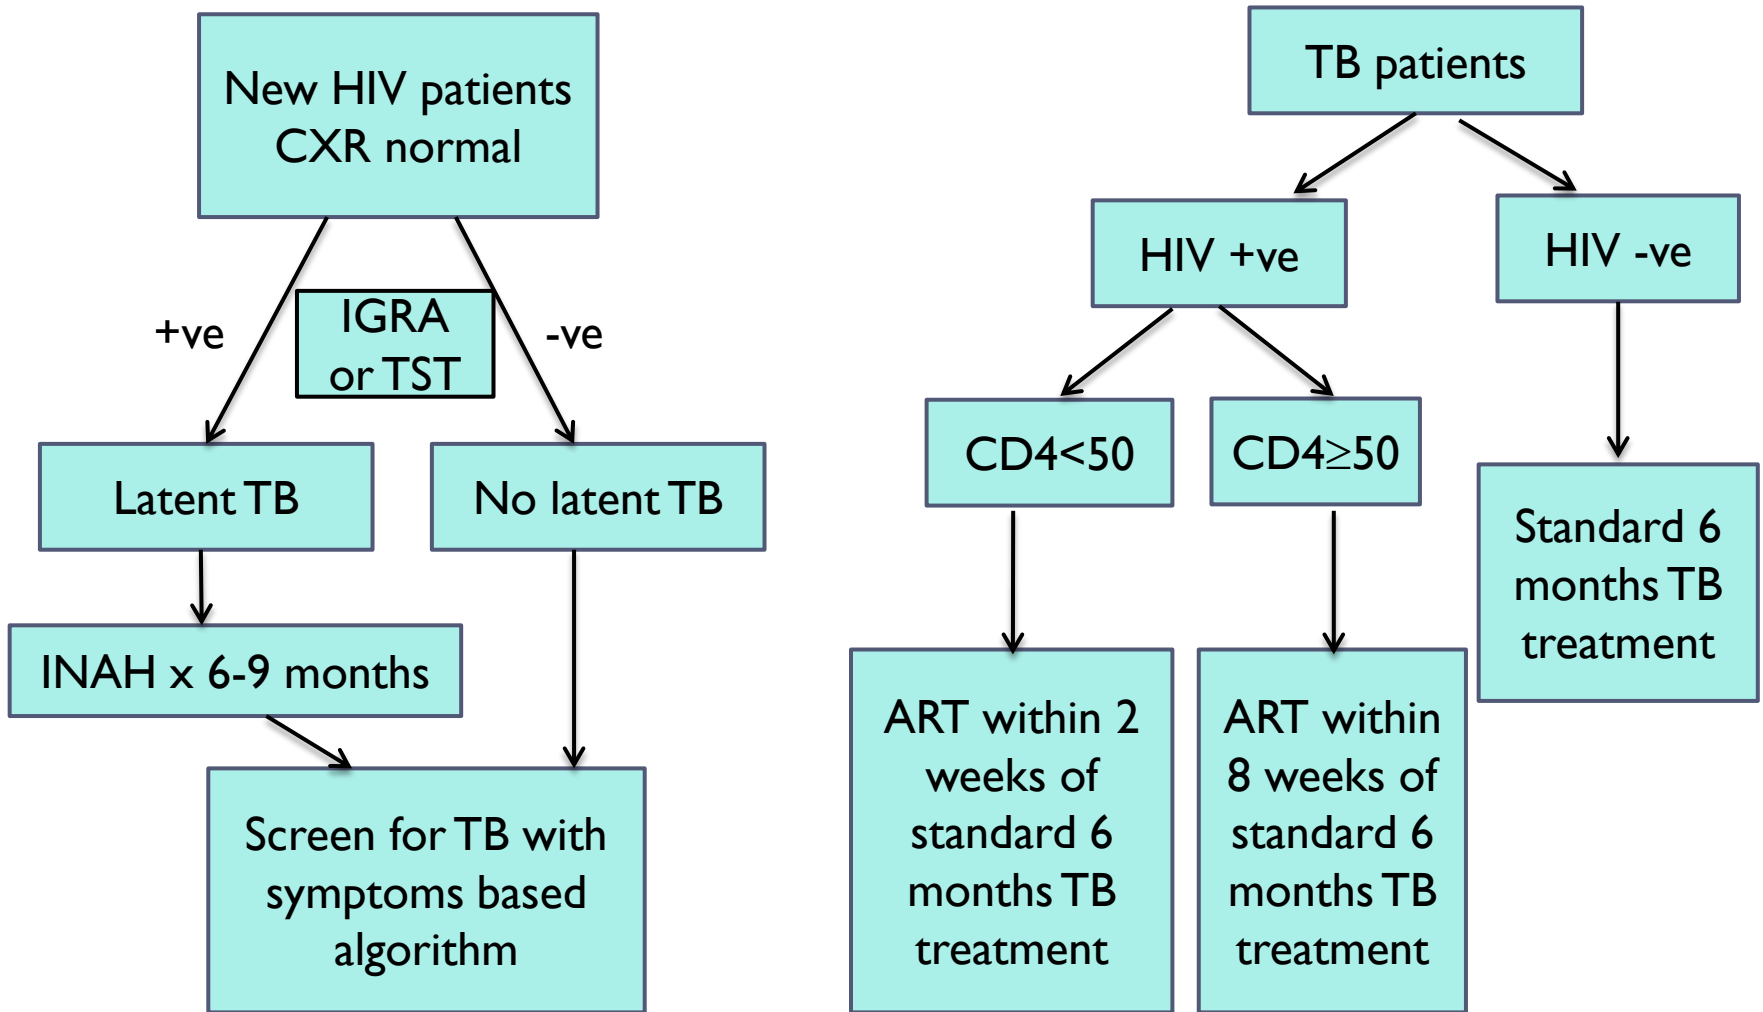 New HIV patients
CXR normal
+ve
IGRA
or TST
-ve
Latent TB
No latent TB
INAH x 6-9 months
Screen for TB with
symptoms based
algorithm
TB patients
HIV +ve
HIV -ve
CD4<50
CD4≥50
Standard 6
months TB
treatment
ART within 2
weeks of
standard 6
months TB
treatment
ART within
8 weeks of
standard 6
months TB
treatment